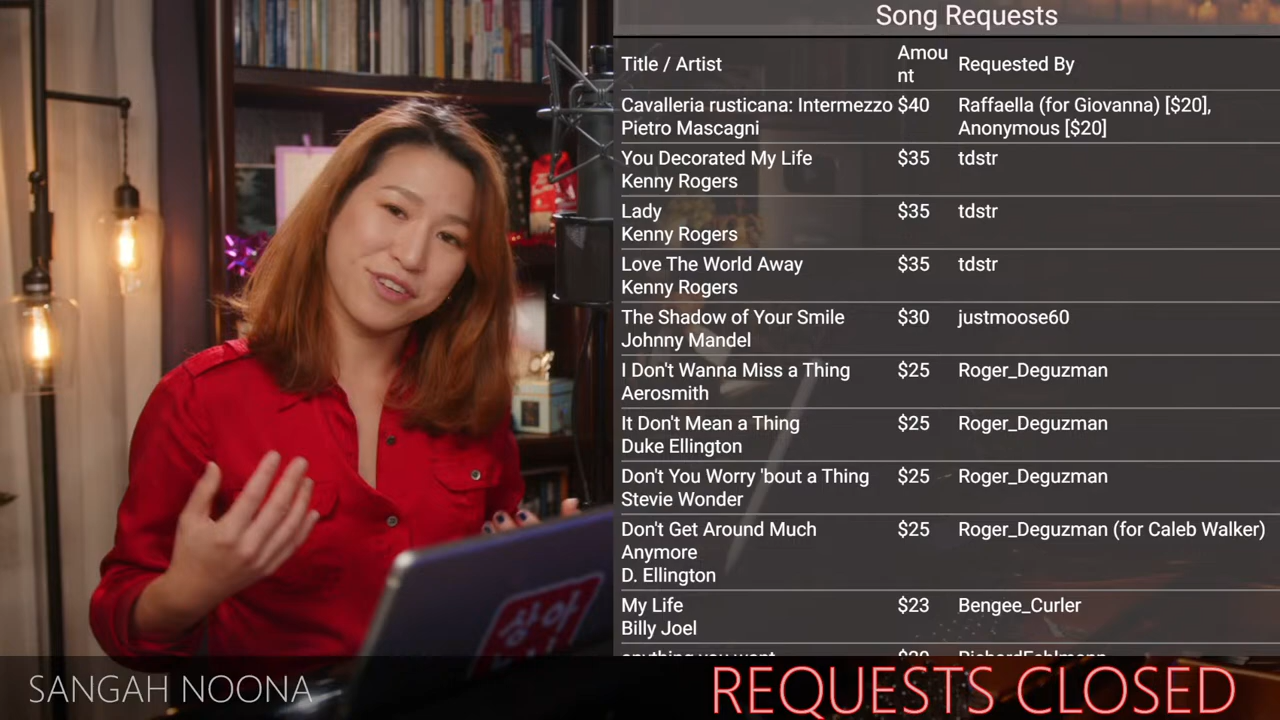 Song Requests
Title / Artist
Amou
nt
Requested By
Cavalleria rusticana: Intermezzo $40 Raffaella (for Giovanna) [$20],
Pietro Mascagni Anonymous [$20]
You Decorated My Life $35 tdstr
Kenny Rogers
Lady $35 tdstr
Kenny Rogers
Love The World Away $35 tdstr
Kenny Rogers
The Shadow of Your Smile $30 justmoose60
Johnny Mandel
I Don't Wanna Miss a Thing $25 Roger_Deguzman
Aerosmith
It Don't Mean a Thing $25 Roger_Deguzman
Duke Ellington
Don't You Worry 'bout a Thing $25 Roger_Deguzman
Stevie Wonder
Don't Get Around Much $25 Roger_Deguzman (for Caleb Walker)
Anymore
D. Ellington
My Life $23 Bengee_Curler
Billy Joel
상아
SANGAH NOONA
REQUESTS CLOSED